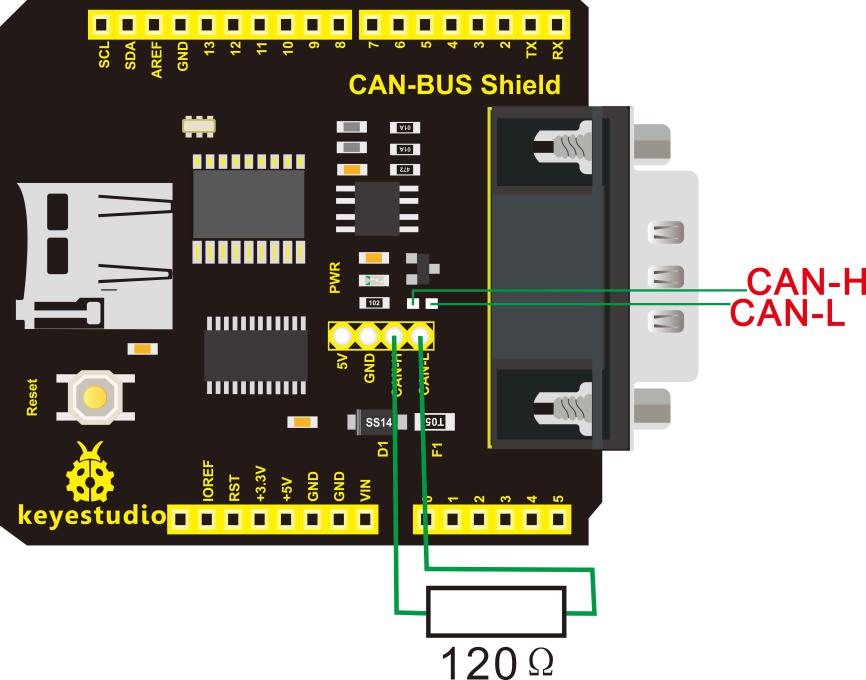 SCL SDA AREF GND 13 12 11 10 9 8 7 6 5 4 3 2 TX RX
CAN-BUS Shield
01A
01A
472
PWR
102
CAN-H
CAN-L
5V GND CAN-H CAN-L
Reset
SS14
D1 F1
keyestudio
IOREF RST +3.3V +5V GND GND VIN 0 1 2 3 4 5
120Ω